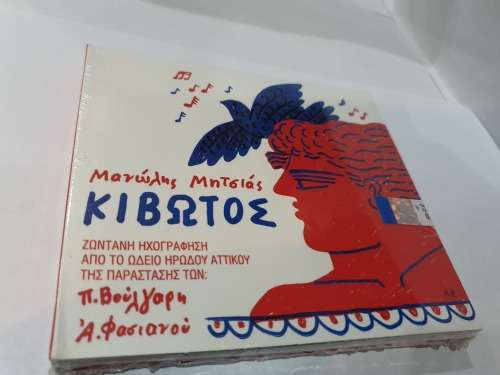 Μανώλης Μητσιάς
ΚΙΒΩΤΟΣ
ΖΩΝΤΑΝΗ ΗΧΟΓΡΑΦΗΣΗ
ΑΠΟ ΤΟ ΩΔΕΙΟ ΗΡΩΔΟΥ ΑΤΤΙΚΟΥ
ΤΗΣ ΠΑΡΑΣΤΑΣΗΣ ΤΩΝ:
Π. Βούλγαρη
Ά. Φασιανού